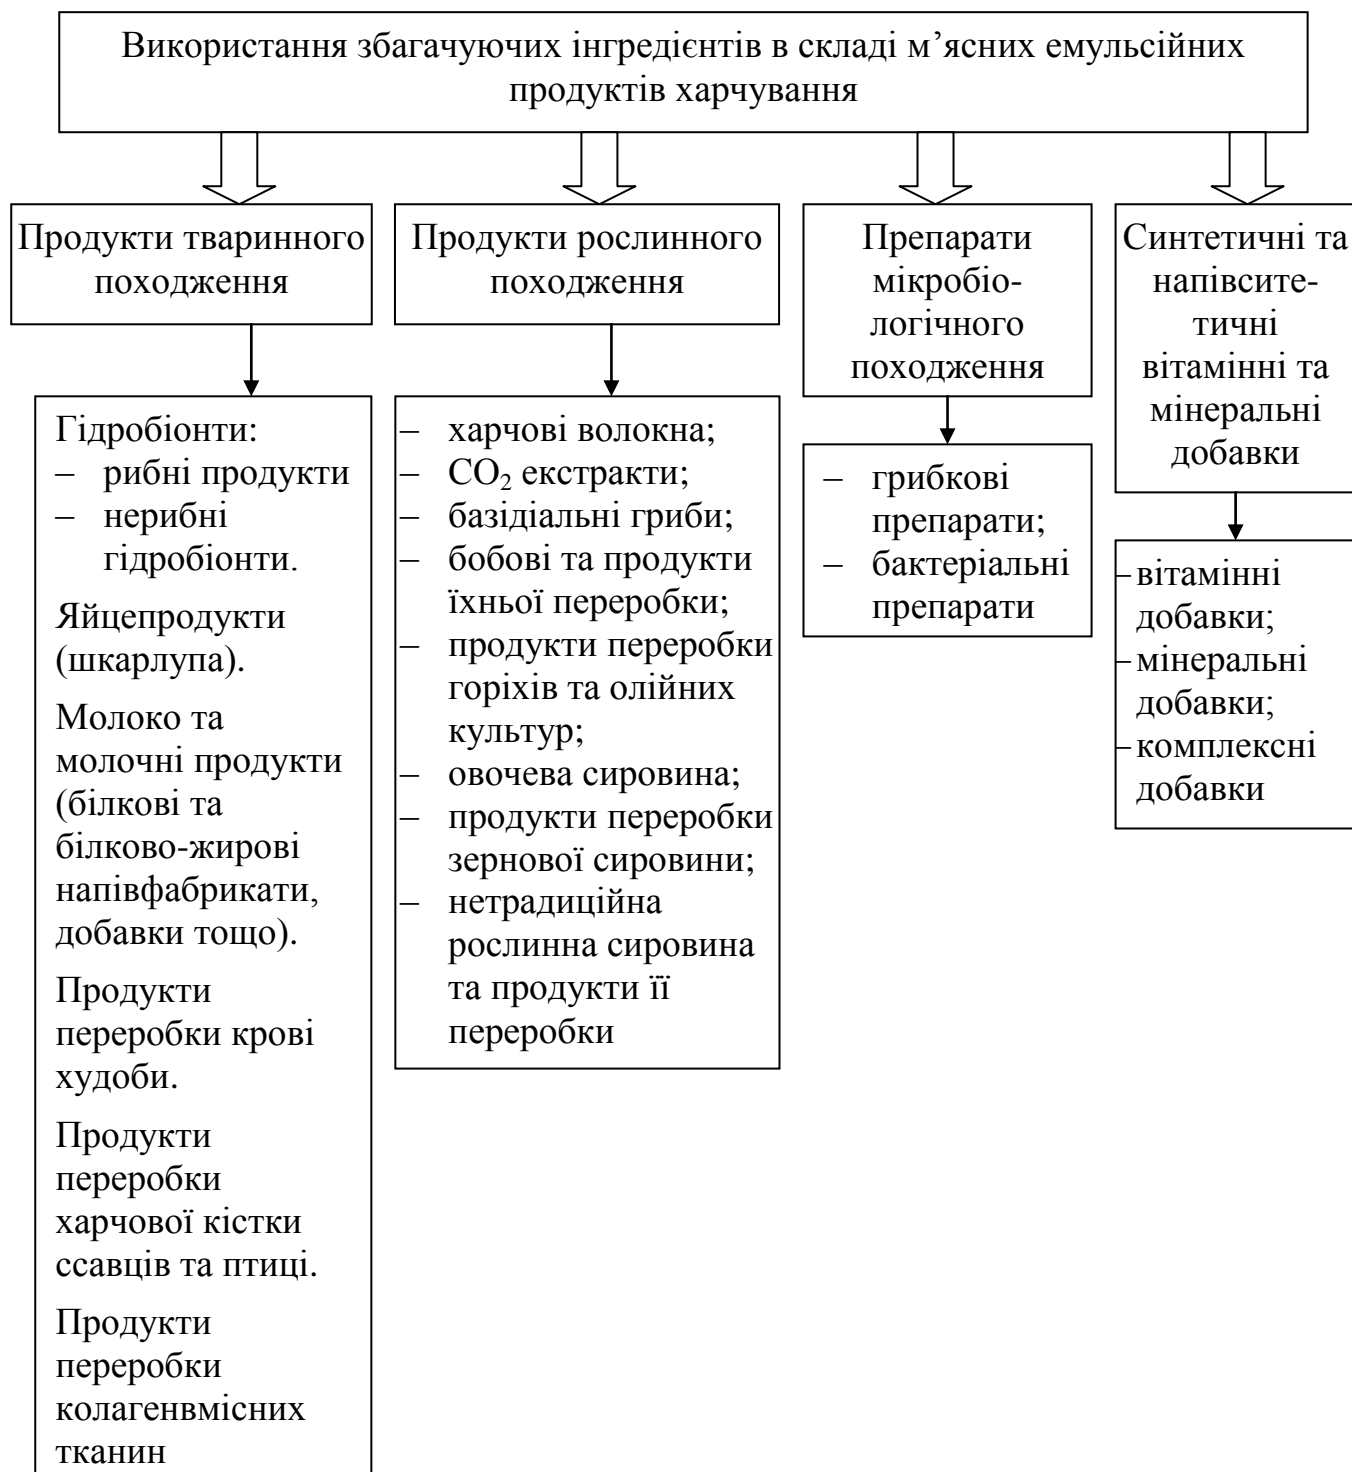 Використання збагачуючих інгредієнтів в складі м’ясних емульсійних
продуктів харчування
Продукти тваринного
походження
Продукти рослинного
походження
Препарати
мікробіо-
логічного
походження
Синтетичні та
напівсите-
тичні
вітамінні та
мінеральні
добавки
Гідробіонти:
– рибні продукти
– нерибні
гідробіонти.
Яйцепродукти
(шкарлупа).
Молоко та
молочні продукти
(білкові та
білково-жирові
напівфабрикати,
добавки тощо).
Продукти
переробки крові
худоби.
Продукти
переробки
харчової кістки
ссавців та птиці.
Продукти
переробки
колагенвмісних
тканин
– харчові волокна;
– CO₂ екстракти;
– базідіальні гриби;
– бобові та продукти
їхньої переробки;
– продукти переробки
горіхів та олійних
культур;
– овочева сировина;
– продукти переробки
зернової сировини;
– нетрадиційна
рослинна сировина
та продукти її
переробки
– грибкові
препарати;
– бактеріальні
препарати
– вітамінні
добавки;
– мінеральні
добавки;
– комплексні
добавки